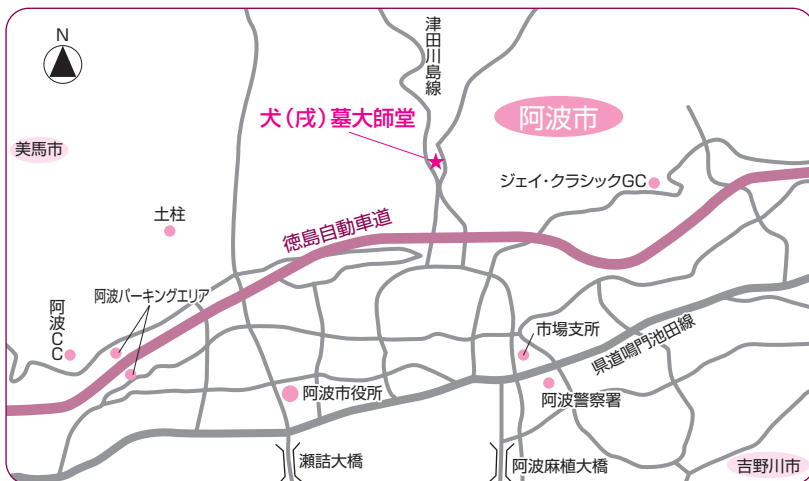 N
津田川島線
犬(戌)墓大師堂
阿波市
美馬市
ジェイ・クラシックGC
土柱
徳島自動車道
阿波パーキングエリア
阿波CC
市場支所
県道鳴門池田線
阿波市役所
阿波警察署
瀬詰大橋
阿波麻植大橋
吉野川市